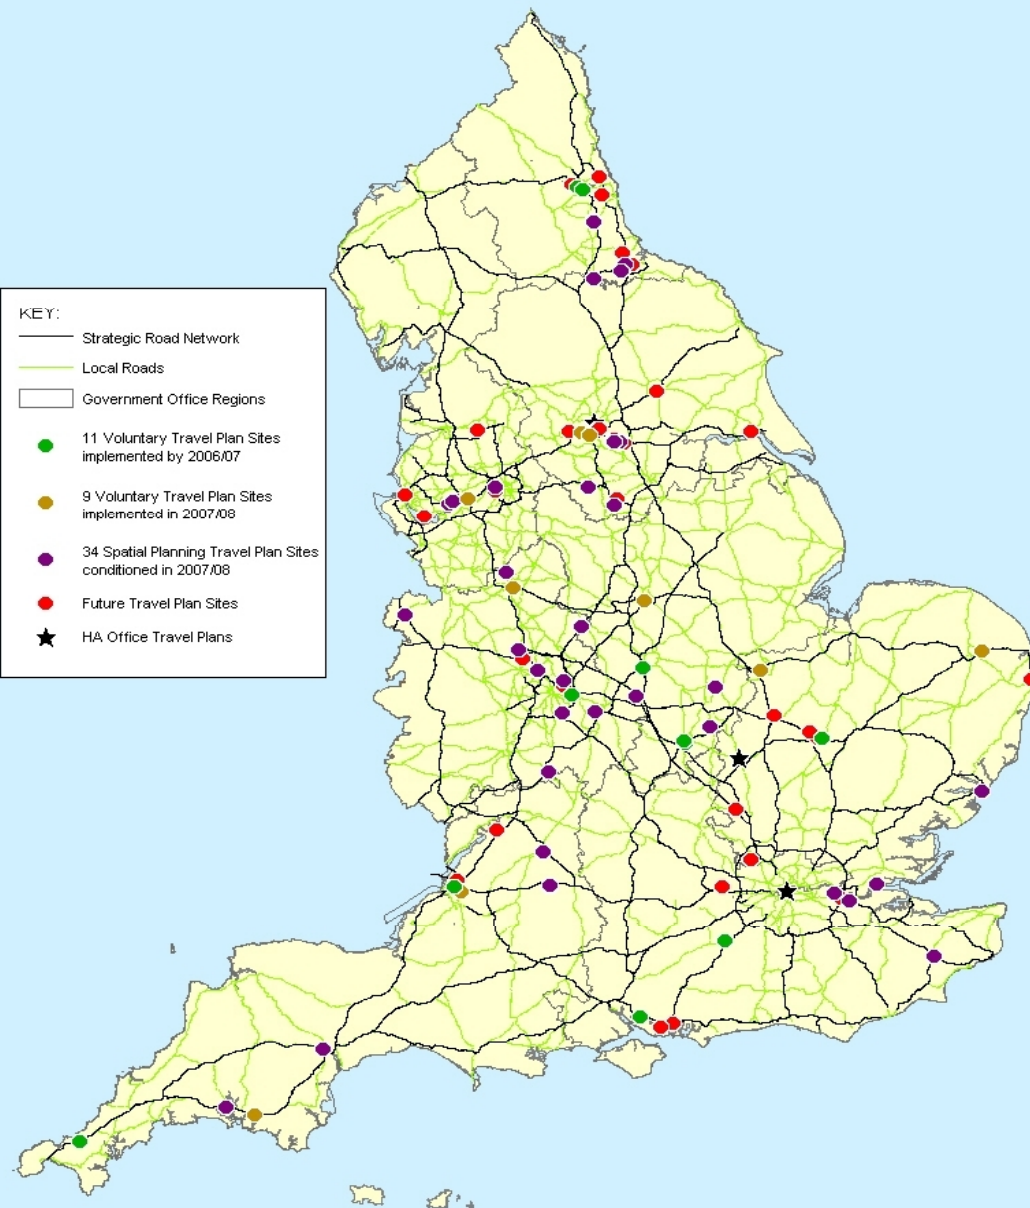 KEY:
Strategic Road Network
Local Roads
Government Office Regions
11 Voluntary Travel Plan Sites
implemented by 2006/07
9 Voluntary Travel Plan Sites
implemented in 2007/08
34 Spatial Planning Travel Plan Sites
conditioned in 2007/08
Future Travel Plan Sites
HA Office Travel Plans